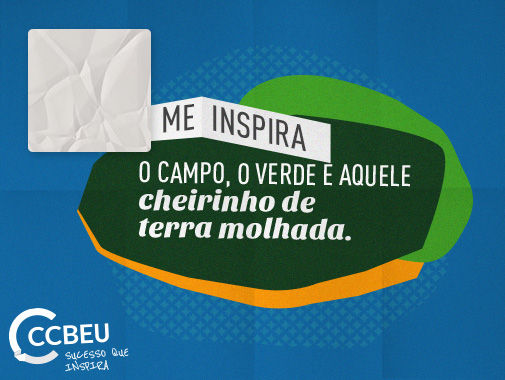 ME INSPIRA
O CAMPO, O VERDE E AQUELE
cheirinho de
terra molhada.
CCBEU
SUCESSO QUE
INSPIRA